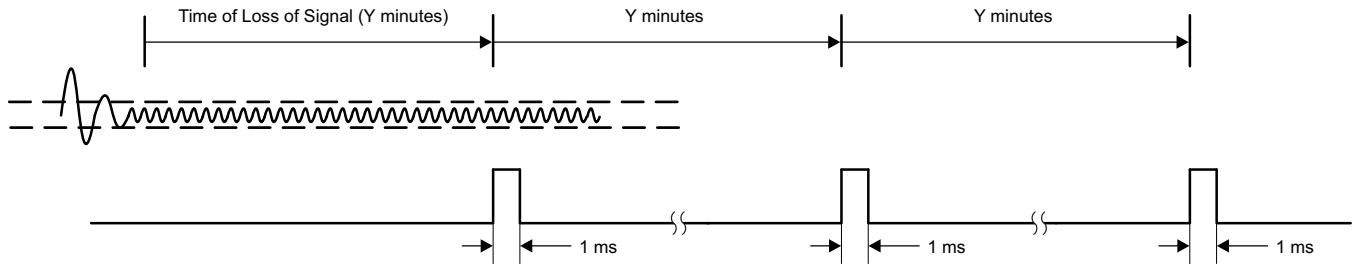 Time of Loss of Signal (Y minutes) Y minutes Y minutes
1 ms 1 ms 1 ms